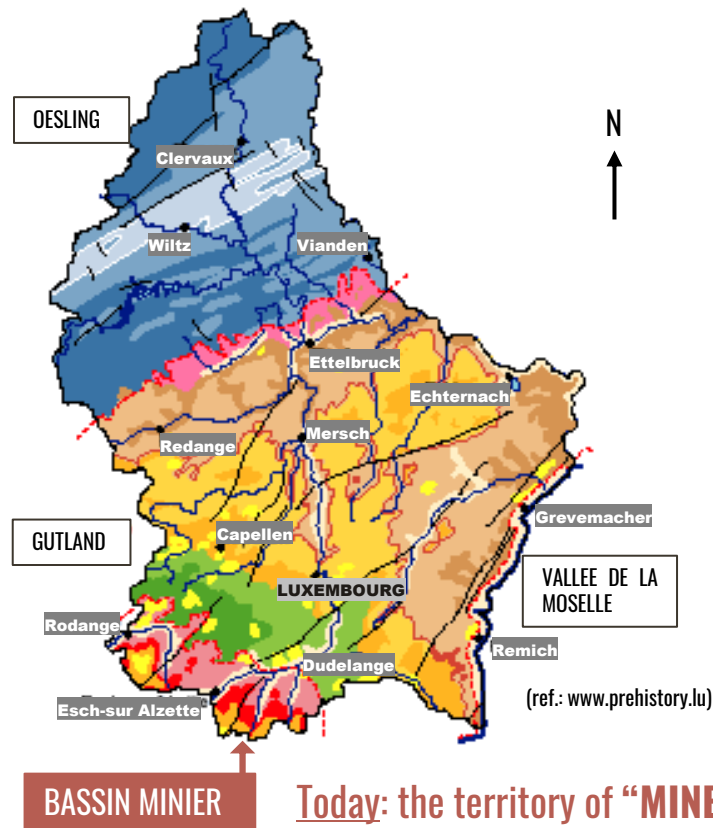 OESLING
N
Clervaux
Wiltz
Vianden
Ettelbruck
Echternach
Redange
Mersch
Grevemacher
GUTLAND
Capellen
VALLEE DE LA
MOSELLE
LUXEMBOURG
Rodange
Remich
Dudelange
(ref.: www.prehistory.lu)
Esch-sur Alzette
BASSIN MINIER
Today: the territory of “MINE